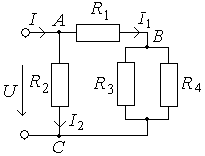 I A R₁ I₁
B
R₂ R₃ R₄
U
I₂
C